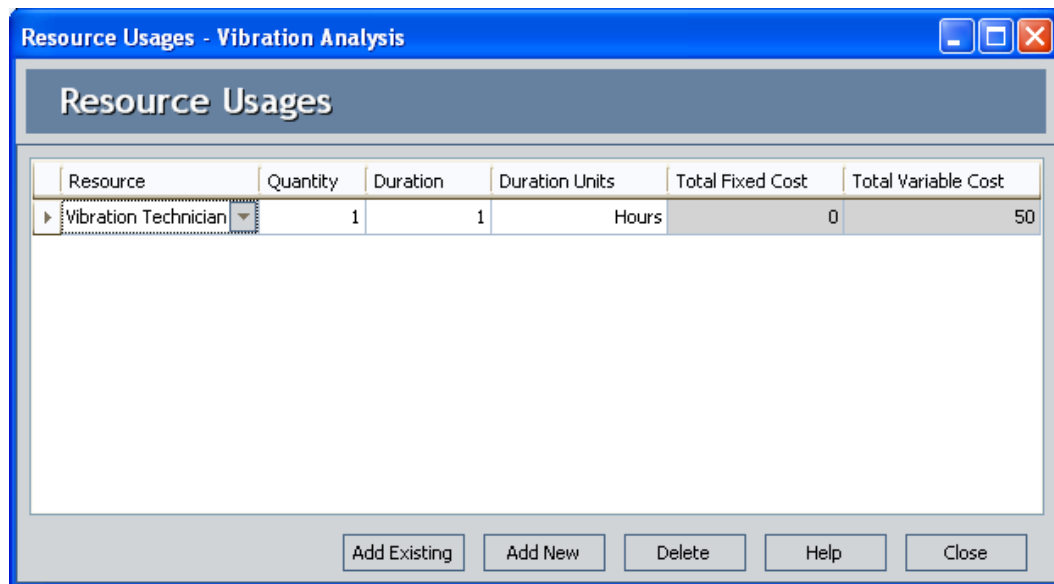 Resource Usages - Vibration Analysis
Resource Usages
Resource Quantity Duration Duration Units Total Fixed Cost Total Variable Cost
Vibration Technician 1 1 Hours 0 50
Add Existing Add New Delete Help Close